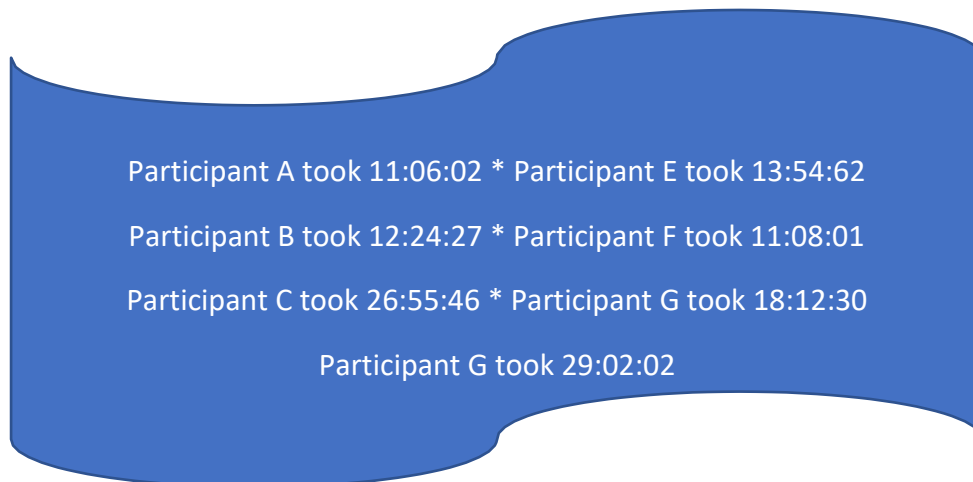 Participant A took 11:06:02 * Participant E took 13:54:62
Participant B took 12:24:27 * Participant F took 11:08:01
Participant C took 26:55:46 * Participant G took 18:12:30
Participant G took 29:02:02